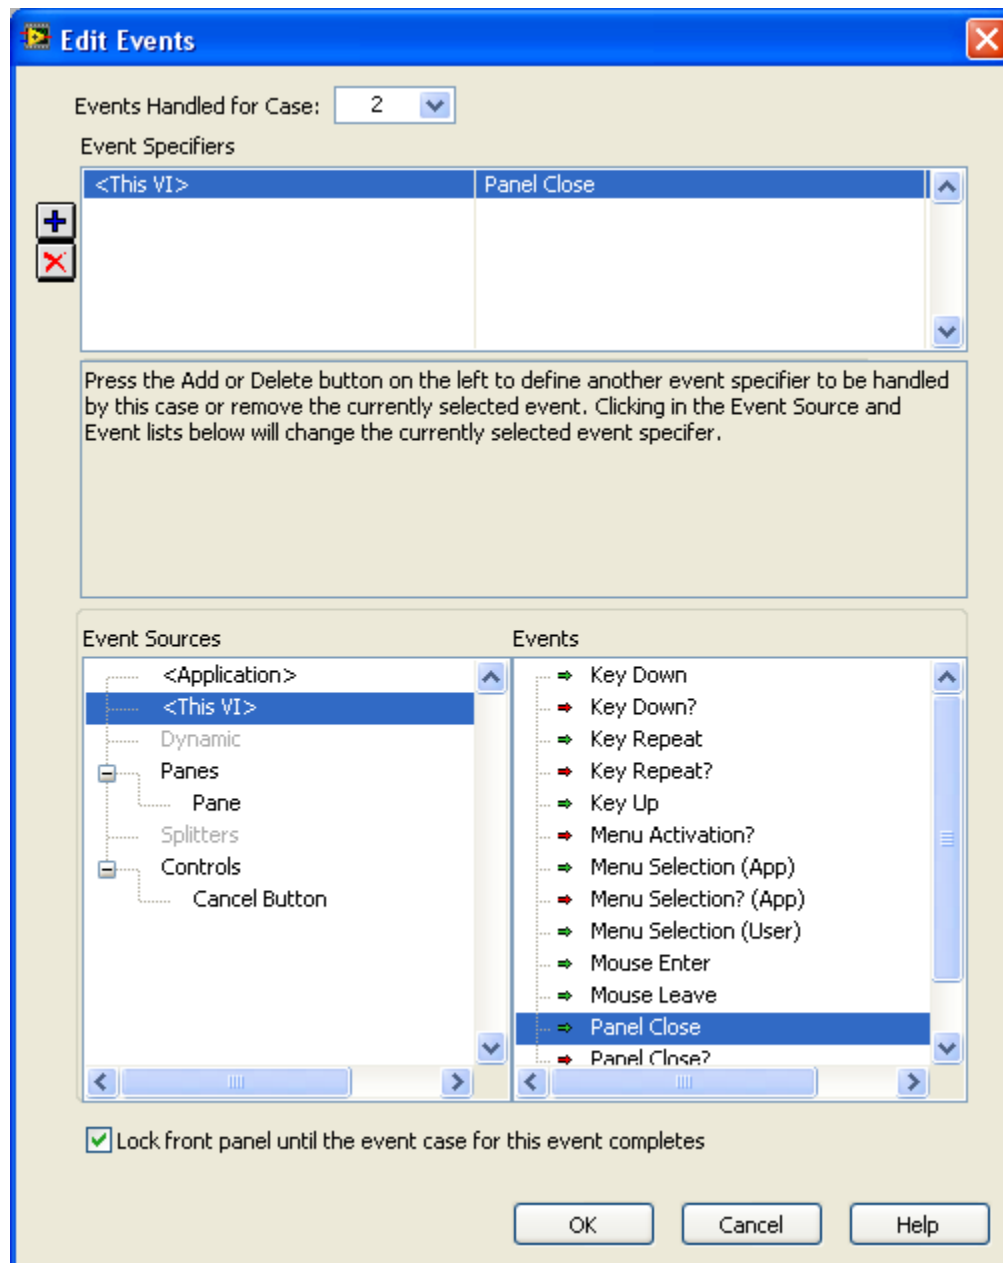 Edit Events
Events Handled for Case: 2
Event Specifiers
<This VI> Panel Close
Press the Add or Delete button on the left to define another event specifier to be handled
by this case or remove the currently selected event. Clicking in the Event Source and
Event lists below will change the currently selected event specifer.
Event Sources
<Application>
<This VI>
Dynamic
Panes
Pane
Splitters
Controls
Cancel Button
Events
Key Down
Key Down?
Key Repeat
Key Repeat?
Key Up
Menu Activation?
Menu Selection (App)
Menu Selection? (App)
Menu Selection (User)
Mouse Enter
Mouse Leave
Panel Close
Panel Close?
Lock front panel until the event case for this event completes
OK Cancel Help